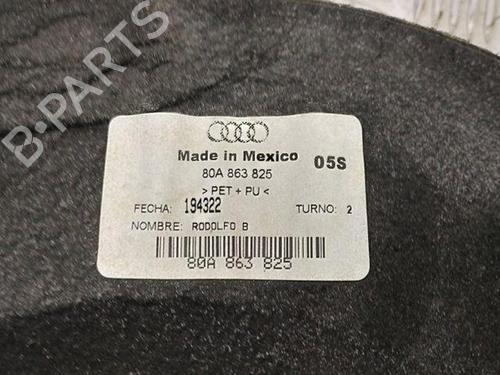 B-PARTS
Made in Mexico 05S
80A 863 825
> PET + PU <
FECHA: 194322 TURNO: 2
NOMBRE: RODOLFO B
80A 863 825